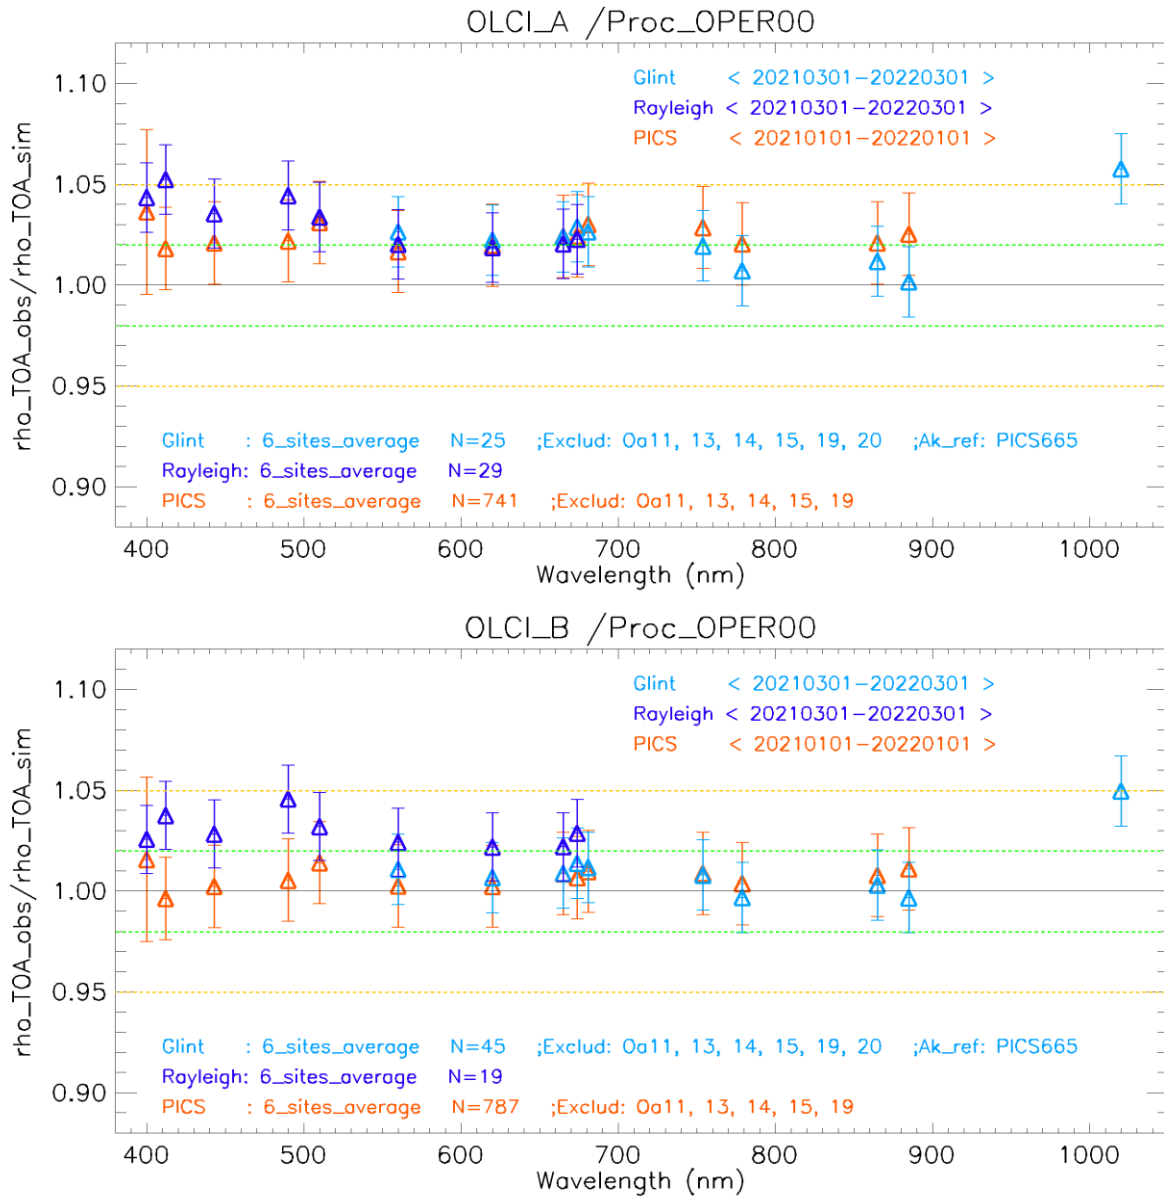 OLCI_A /Proc_OPER00
rho_TOA_obs/rho_TOA_sim
1.10
1.05
1.00
0.95
0.90
Glint < 20210301-20220301 >
Rayleigh < 20210301-20220301 >
PICS < 20210101-20220101 >
Glint : 6_sites_average N=25 ;Exclud: Oa11, 13, 14, 15, 19, 20 ;Ak_ref: PICS665
Rayleigh: 6_sites_average N=29
PICS : 6_sites_average N=741 ;Exclud: Oa11, 13, 14, 15, 19
400 500 600 700 800 900 1000
Wavelength (nm)
OLCI_B /Proc_OPER00
rho_TOA_obs/rho_TOA_sim
1.10
1.05
1.00
0.95
0.90
Glint < 20210301-20220301 >
Rayleigh < 20210301-20220301 >
PICS < 20210101-20220101 >
Glint : 6_sites_average N=45 ;Exclud: Oa11, 13, 14, 15, 19, 20 ;Ak_ref: PICS665
Rayleigh: 6_sites_average N=19
PICS : 6_sites_average N=787 ;Exclud: Oa11, 13, 14, 15, 19
400 500 600 700 800 900 1000
Wavelength (nm)